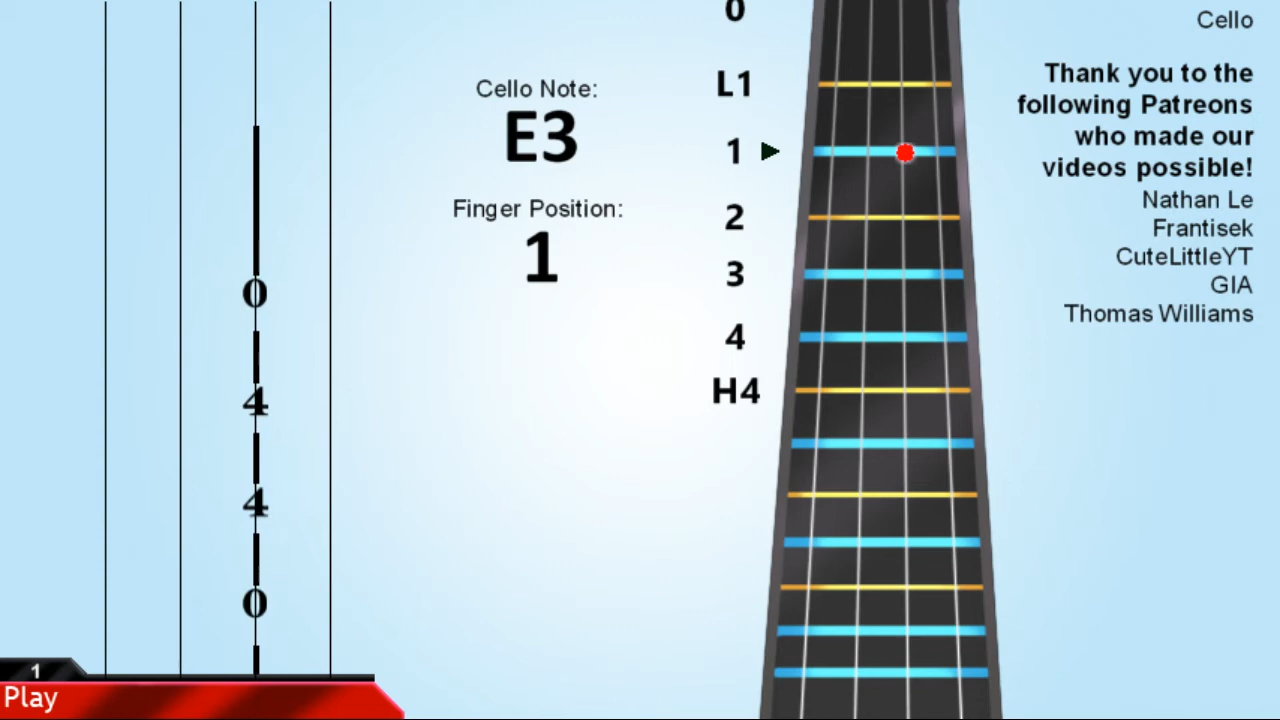 0
4
4
0
1
Play
Cello Note:
E3
Finger Position:
1
0
L1
1
2
3
4
H4
Cello
Thank you to the
following Patreons
who made our
videos possible!
Nathan Le
Frantisek
CuteLittleYT
GIA
Thomas Williams